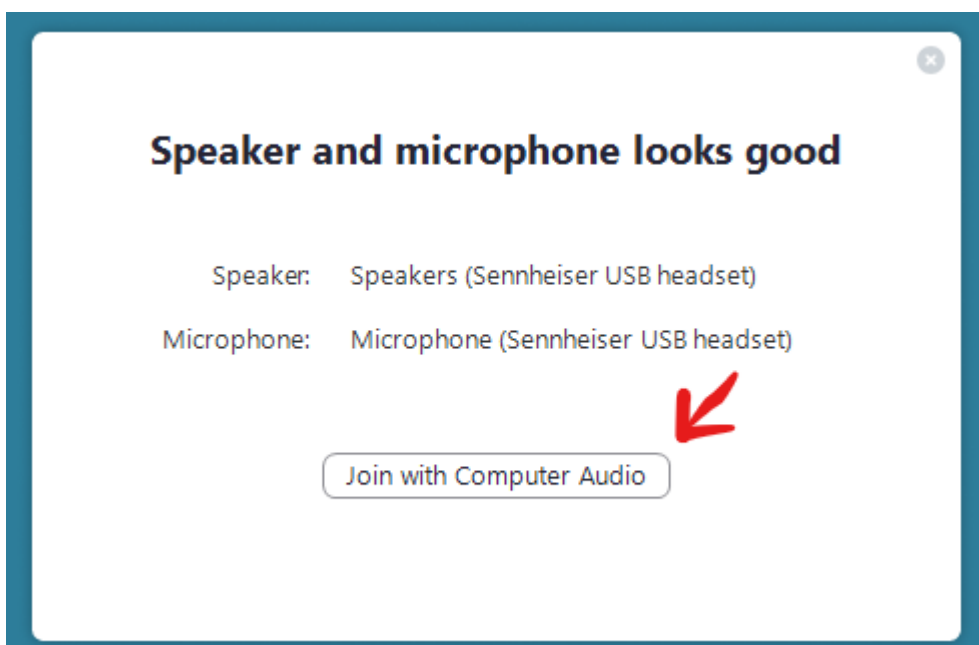 Speaker and microphone looks good
Speaker: Speakers (Sennheiser USB headset)
Microphone: Microphone (Sennheiser USB headset)
Join with Computer Audio